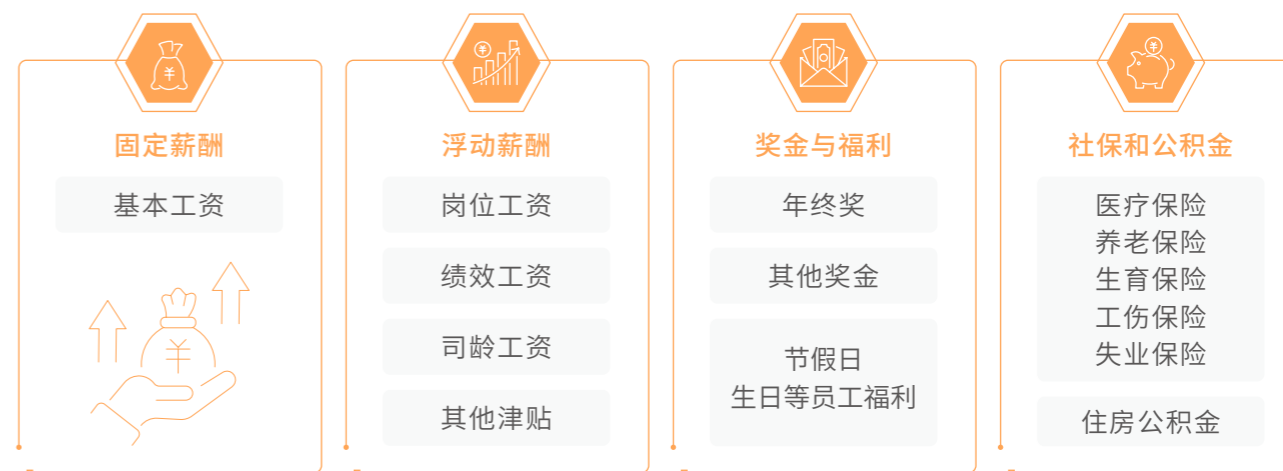 固定薪酬
基本工资
浮动薪酬
岗位工资
绩效工资
司龄工资
其他津贴
奖金与福利
年终奖
其他奖金
节假日
生日等员工福利
社保和公积金
医疗保险
养老保险
生育保险
工伤保险
失业保险
住房公积金